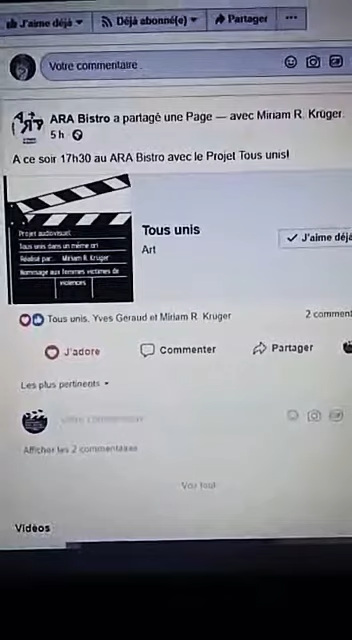 J'aime déjà
Déjà abonné(e)
Partager
Votre commentaire
ARA Bistro a partagé une Page — avec Miriam R. Krüger.
5 h
A ce soir 17h30 au ARA Bistro avec le Projet Tous unis!
Projet audiovisuel
Tous unis dans un même cri
Réalisé par: Miriam R. Krüger
Hommage aux femmes victimes de
violences
Tous unis
Art
J'aime déjà
Tous unis, Yves Geraud et Miriam R. Krüger
2 comment
J'adore
Commenter
Partager
Les plus pertinents
Votre commentaire
Afficher les 2 commentaires
Voir tout
Vidéos